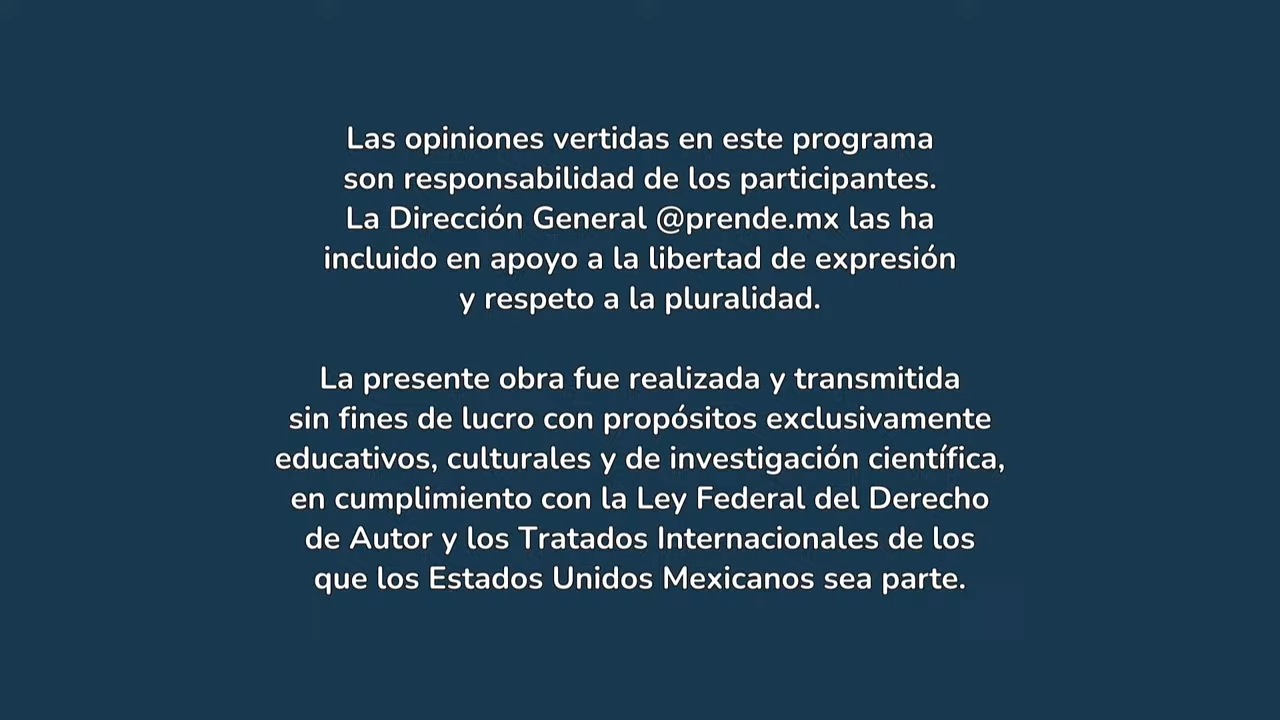 Las opiniones vertidas en este programa
son responsabilidad de los participantes.
La Dirección General @prende.mx las ha
incluido en apoyo a la libertad de expresión
y respeto a la pluralidad.
La presente obra fue realizada y transmitida
sin fines de lucro con propósitos exclusivamente
educativos, culturales y de investigación científica,
en cumplimiento con la Ley Federal del Derecho
de Autor y los Tratados Internacionales de los
que los Estados Unidos Mexicanos sea parte.